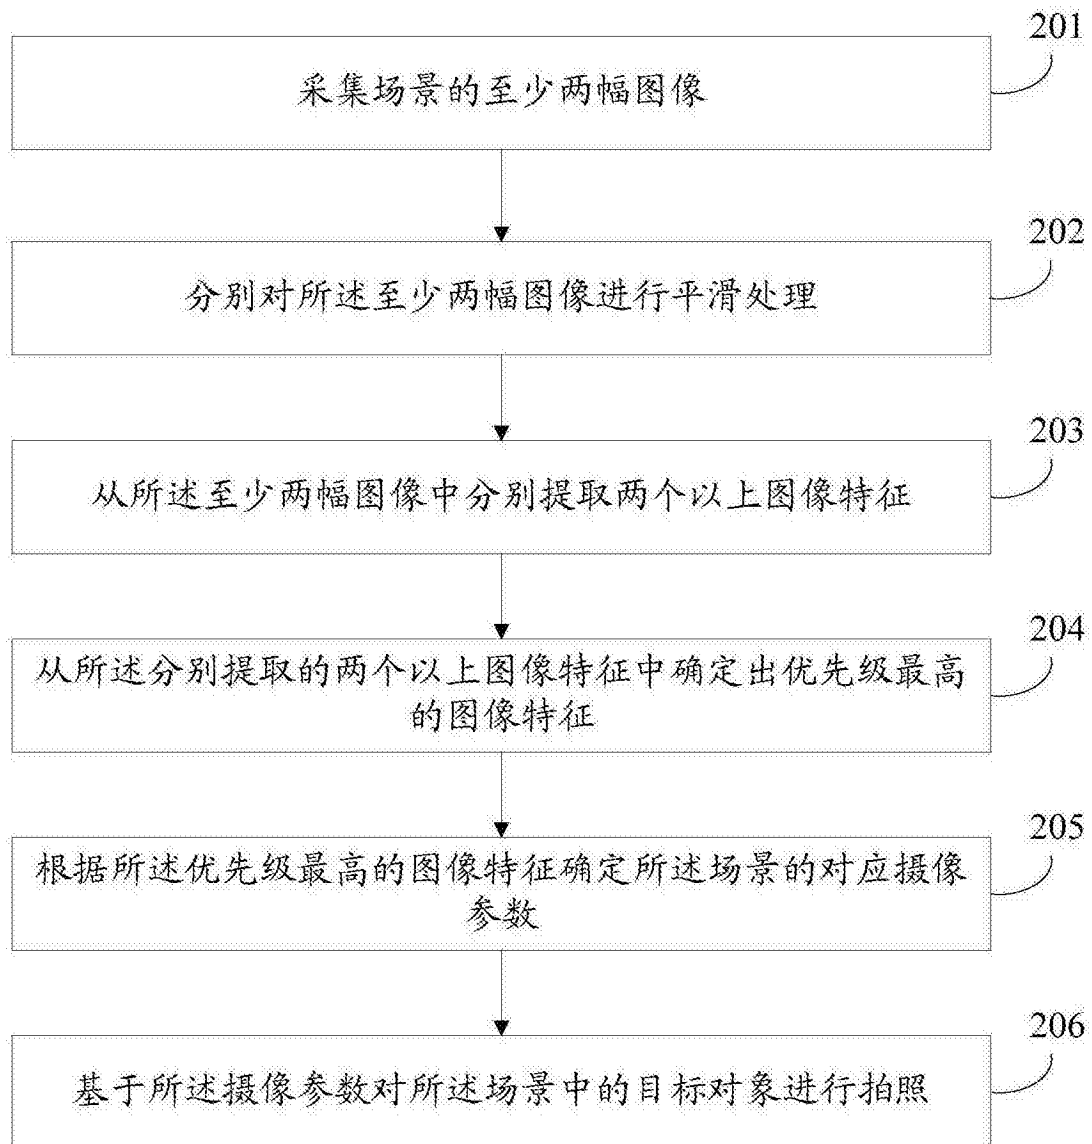 201
采集场景的至少两幅图像
202
分别对所述至少两幅图像进行平滑处理
203
从所述至少两幅图像中分别提取两个以上图像特征
204
从所述分别提取的两个以上图像特征中确定出优先级最高
的图像特征
205
根据所述优先级最高的图像特征确定所述场景的对应摄像
参数
206
基于所述摄像参数对所述场景中的目标对象进行拍照